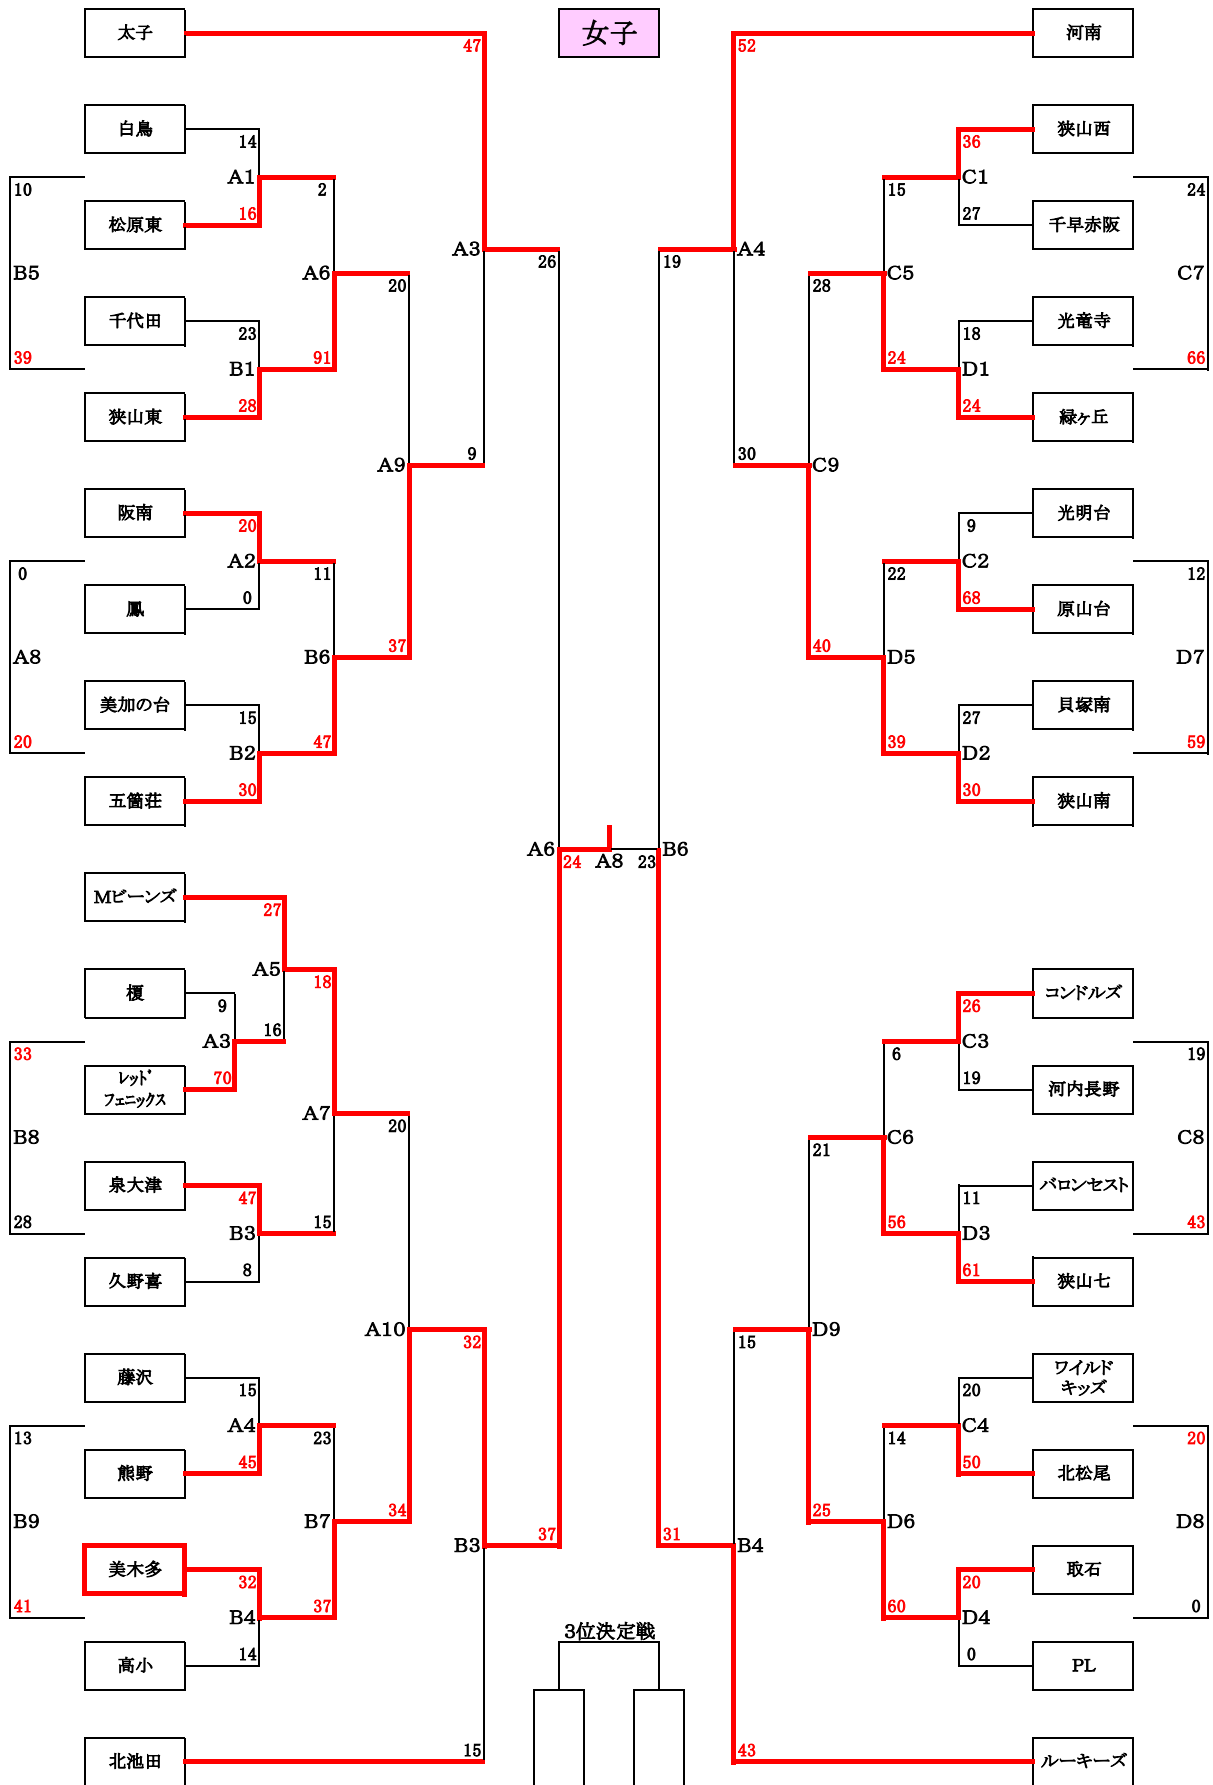 女子
太子
47
白鳥
14
A1
2
松原東
16
10
B5
39
A6
20
千代田
23
B1
91
狭山東
28
A3
26
A9
9
阪南
20
A2
11
鳳
0
0
A8
20
B6
37
美加の台
15
B2
47
五箇荘
30
A6
24
A8
23
B6
Mビーンズ
27
A5
18
榎
9
A3
16
レッド
フェニックス
70
33
B8
28
A7
20
泉大津
47
B3
15
久野喜
8
A10
32
藤沢
15
A4
23
熊野
45
13
B9
41
B7
34
美木多
32
B4
37
高小
14
B3
37
北池田
15
3位決定戦
河南
52
狭山西
36
C1
15
千早赤阪
27
24
C7
66
19
A4
C5
28
光竜寺
18
D1
24
緑ヶ丘
24
30
C9
光明台
9
C2
22
原山台
68
12
D7
59
40
D5
貝塚南
27
D2
39
狭山南
30
コンドルズ
26
C3
6
河内長野
19
19
C8
43
21
C6
バロンセスト
11
D3
56
狭山七
61
15
D9
ワイルド
キッズ
20
C4
14
北松尾
50
20
D8
0
25
D6
取石
20
D4
60
PL
0
31
B4
ルーキーズ
43